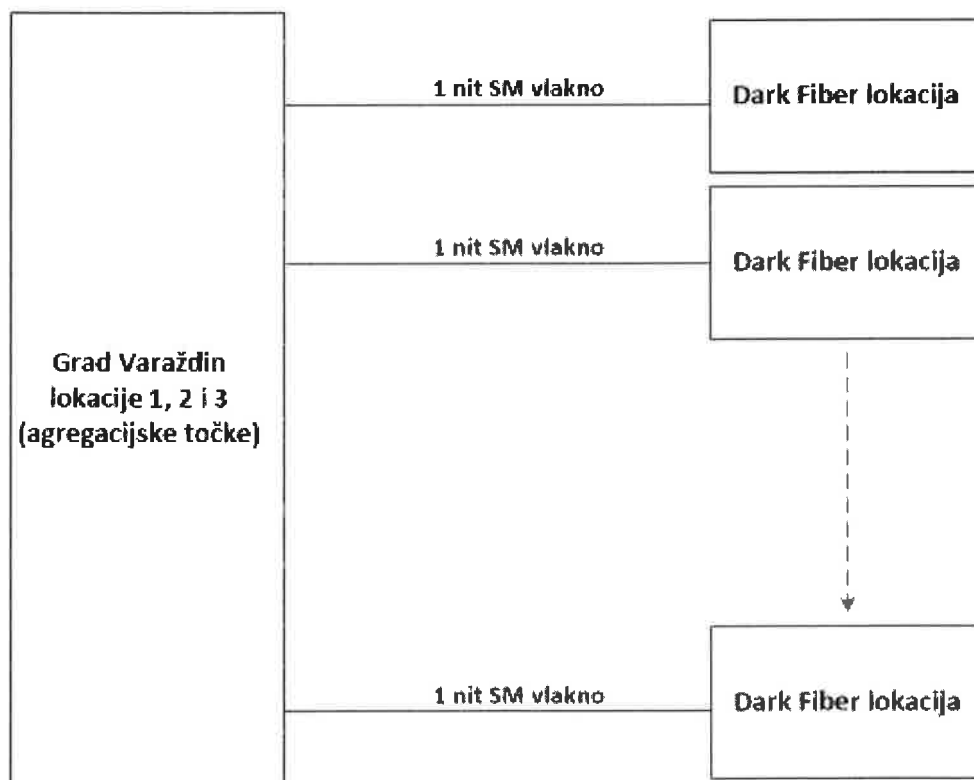 1 nit SM vlakno
Dark Fiber lokacija
1 nit SM vlakno
Dark Fiber lokacija
Grad Varaždin
lokacije 1, 2 i 3
(agregacijske točke)
1 nit SM vlakno
Dark Fiber lokacija